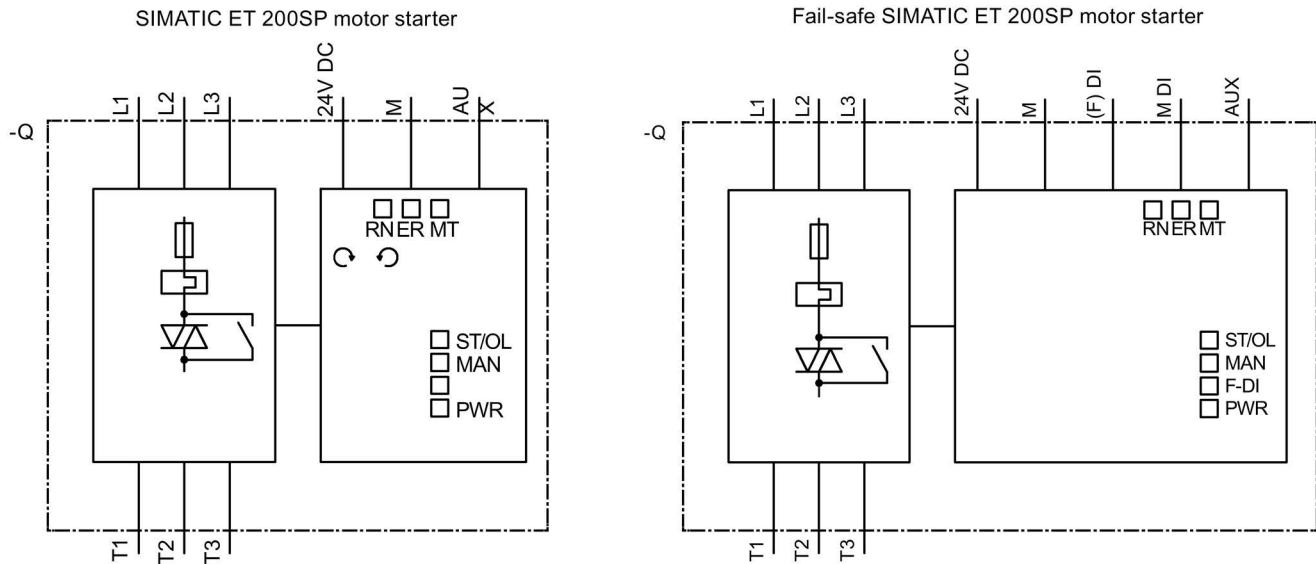 SIMATIC ET 200SP motor starter
Fail-safe SIMATIC ET 200SP motor starter
-Q
L1
L2
L3
24V DC
M
AU
X
RN ER MT
ST/OL
MAN
PWR
T1
T2
T3
-Q
L1
L2
L3
24V DC
M
(F) DI
M DI
AUX
RN ER MT
ST/OL
MAN
F-DI
PWR
T1
T2
T3